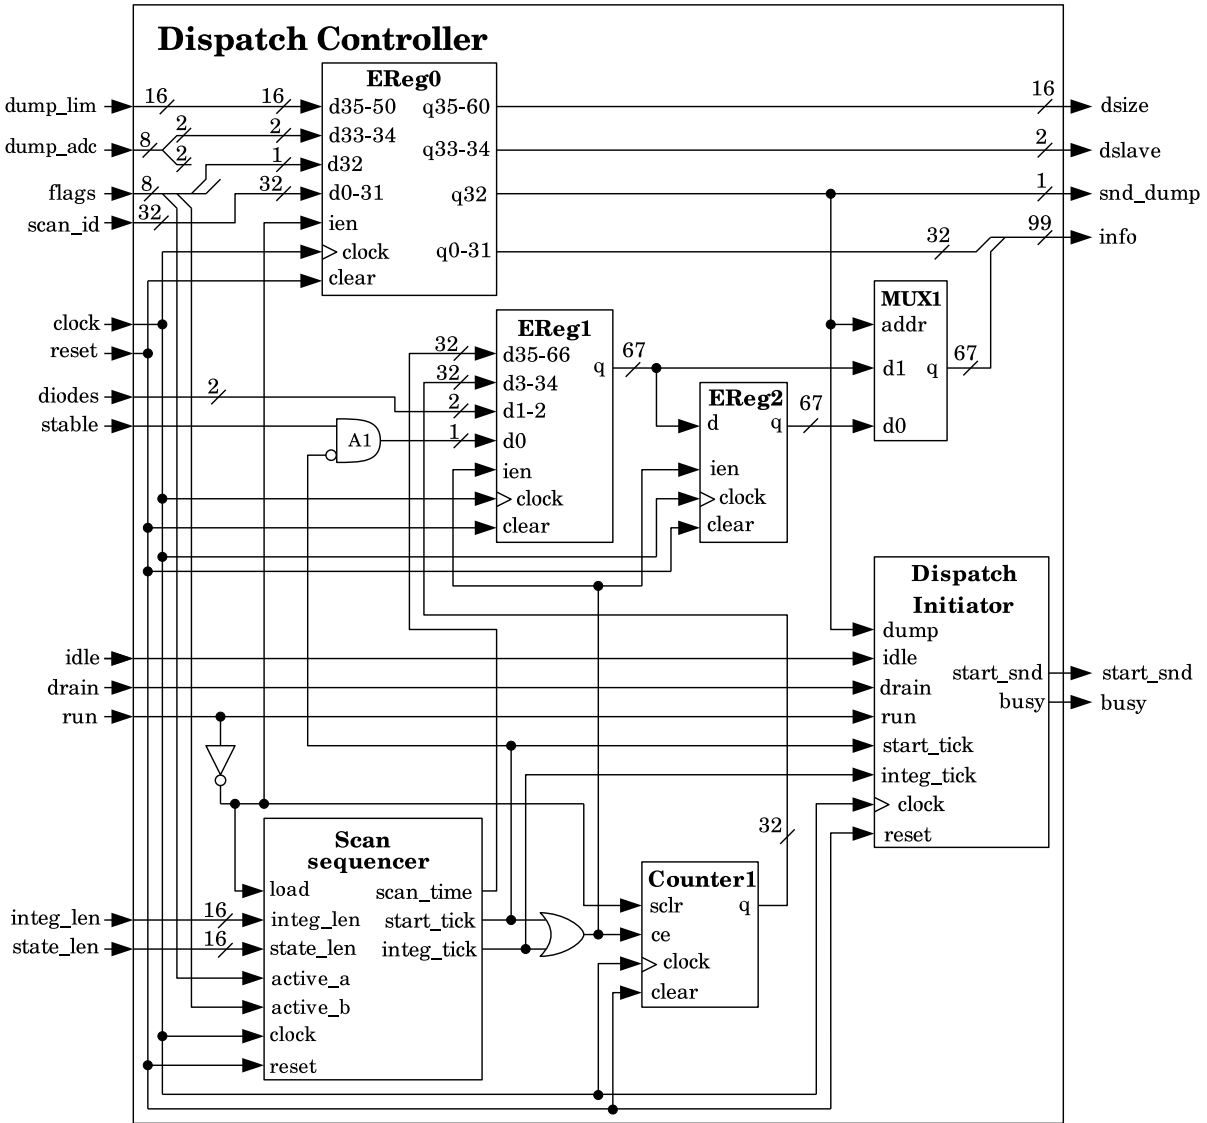 Dispatch Controller
EReg0
dump_lim 16 16 d35-50 q35-60 16 dsize
dump_adc 8 2 2 d33-34 q33-34 2 dslave
2 1 d32
flags 8 32 d0-31 q32 1 snd_dump
scan_id 32 ien
clock q0-31 32 99 info
clear
MUX1
clock EReg1 addr
reset 32 d35-66 q 67 d1 q 67
32 d3-34
diodes 2 2 d1-2 EReg2
stable A1 1 d0 d q 67 d0
ien ien
clock clock
clear clear
Dispatch
Initiator
dump
idle idle
drain drain start_snd start_snd
run run busy busy
start_tick
integ_tick
clock
32
reset
Scan
sequencer
Counter1
load scan_time sclr q
integ_len 16 integ_len start_tick ce
state_len 16 state_len integ_tick clock
active_a clear
active_b
clock
reset